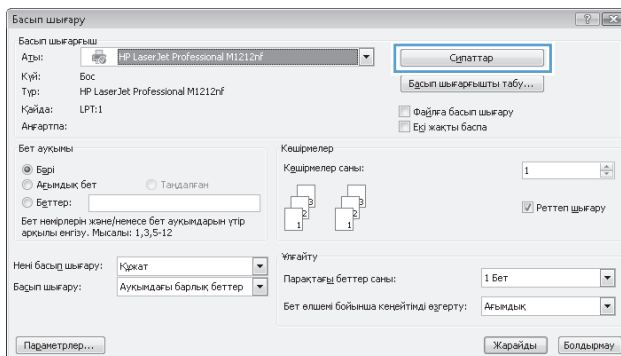 Басып шығару
Басып шығарғыш
Аты: HP LaserJet Professional M1212nf
Сипаттар
Күй: Бос
Түр: HP LaserJet Professional M1212nf
Басып шығарғышты табу...
Қайда: LPT:1
Файлға басып шығару
Аңғартпа:
Екі жақты баспа
Бет ауқымы
Бәрі
Ағымдық бет
Таңдалған
Беттер:
Бет нөмірлерін және/немесе бет ауқымдарын үтір
арқылы енгізу. Мысалы: 1,3,5-12
Көшірмелер
Көшірмелер саны: 1
Реттеп шығару
Нені басып шығару: Құжат
Басып шығару: Ауқымдағы барлық беттер
Ұлғайту
Парақтағы беттер саны: 1 Бет
Бет өлшемі бойынша кеңейтімді өзгерту: Ағымдық
Параметрлер...
Жарайды
Болдырмау